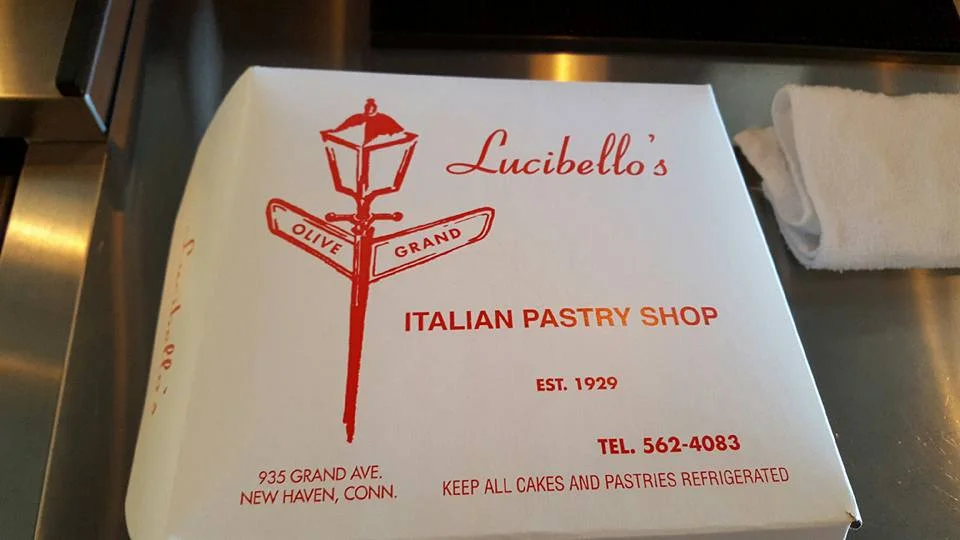 Lucibello's
OLIVE
GRAND
ITALIAN PASTRY SHOP
EST. 1929
TEL. 562-4083
935 GRAND AVE.
NEW HAVEN, CONN.
KEEP ALL CAKES AND PASTRIES REFRIGERATED
Lucibello's